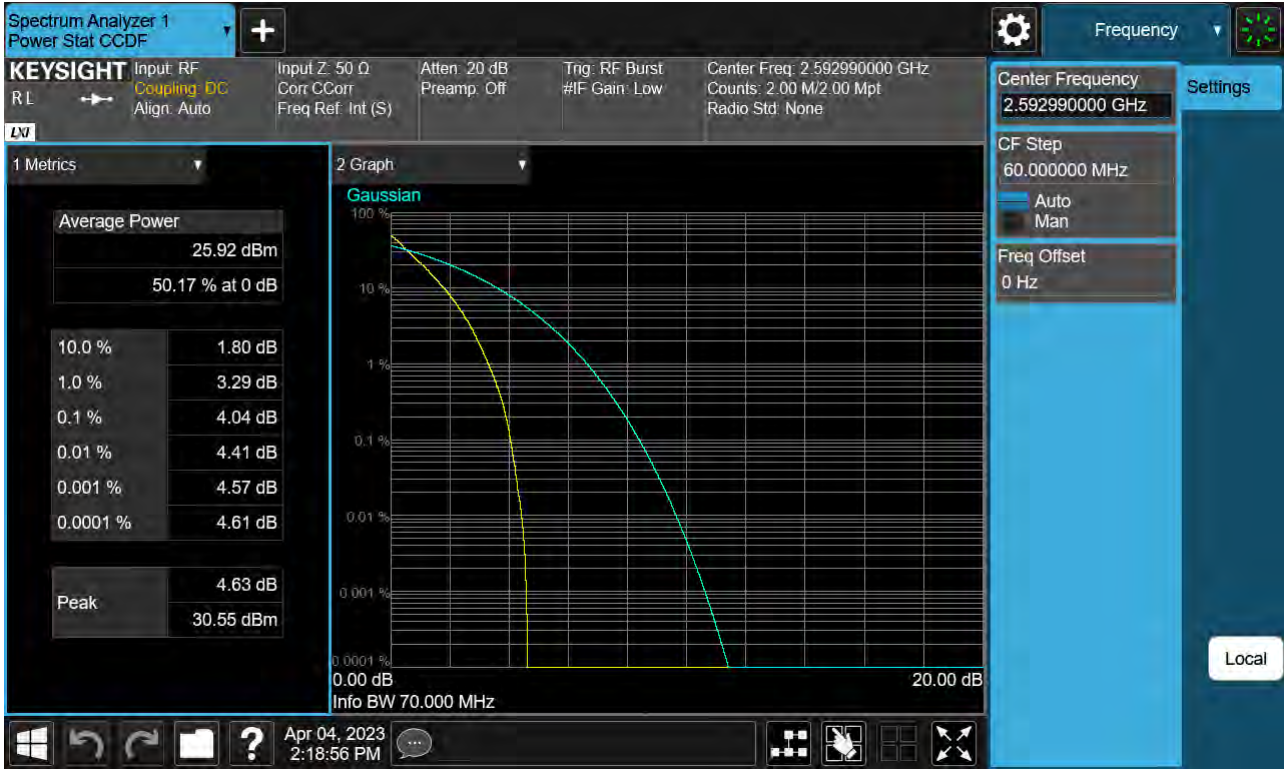 Spectrum Analyzer 1
Power Stat CCDF
Frequency
KEYSIGHT
RL
LXI
Input: RF
Coupling: DC
Align: Auto
Input Z: 50 Ω
Corr CCorr
Freq Ref: Int (S)
Atten: 20 dB
Preamp: Off
Trig: RF Burst
#IF Gain: Low
Center Freq: 2.592990000 GHz
Counts: 2.00 M/2.00 Mpt
Radio Std: None
Center Frequency
2.592990000 GHz
Settings
CF Step
60.000000 MHz
Auto
Man
Freq Offset
0 Hz
1 Metrics
Average Power
25.92 dBm
50.17 % at 0 dB
10.0 % 1.80 dB
1.0 % 3.29 dB
0.1 % 4.04 dB
0.01 % 4.41 dB
0.001 % 4.57 dB
0.0001 % 4.61 dB
Peak
4.63 dB
30.55 dBm
2 Graph
Gaussian
100 %
10 %
1 %
0.1 %
0.01 %
0.001 %
0.0001 %
0.00 dB 20.00 dB
Info BW 70.000 MHz
Local
?
Apr 04, 2023
2:18:56 PM